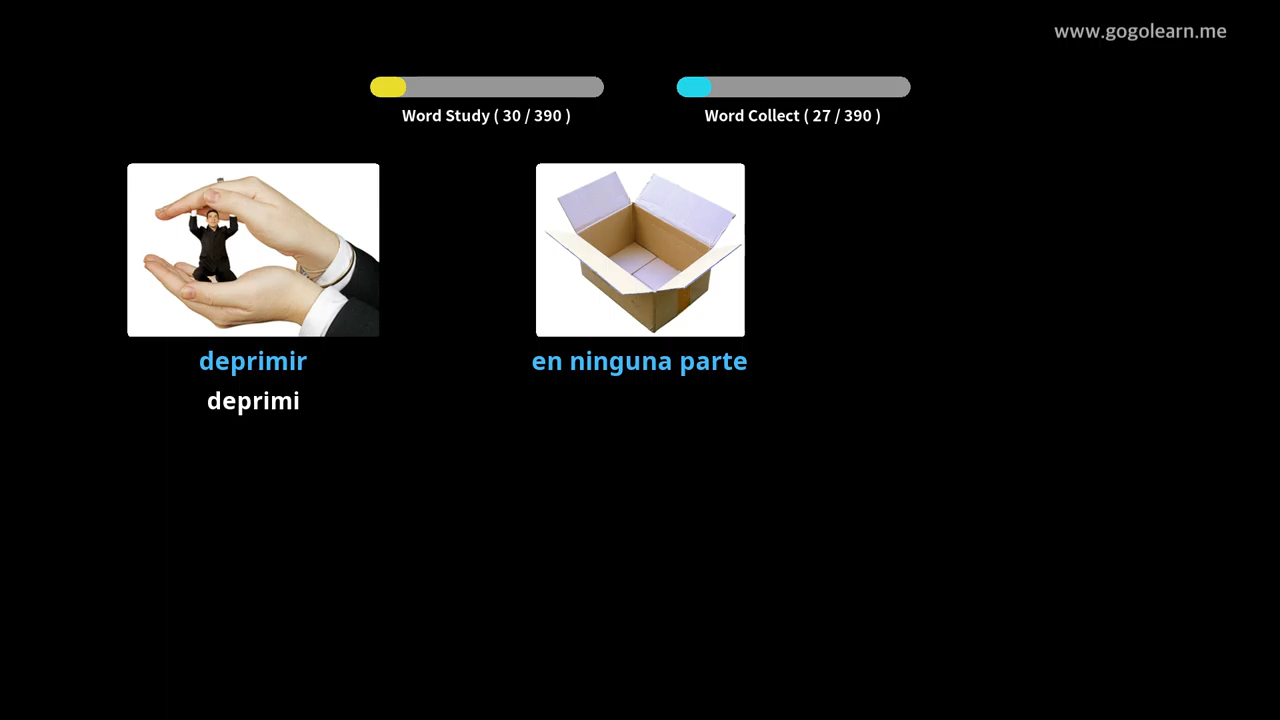 www.gogolearn.me
Word Study ( 30 / 390 )
Word Collect ( 27 / 390 )
deprimir
en ninguna parte
deprimi